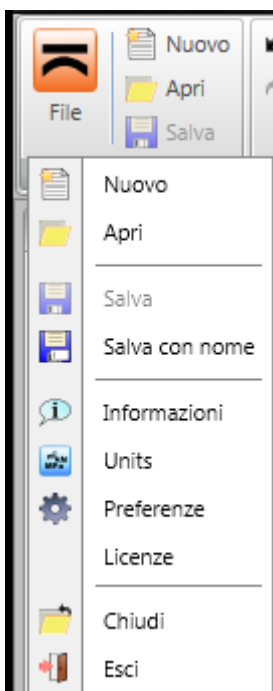 Nuovo
Apri
File
Salva
Nuovo
Apri
Salva
Salva con nome
Informazioni
Units
Preferenze
Licenze
Chiudi
Esci